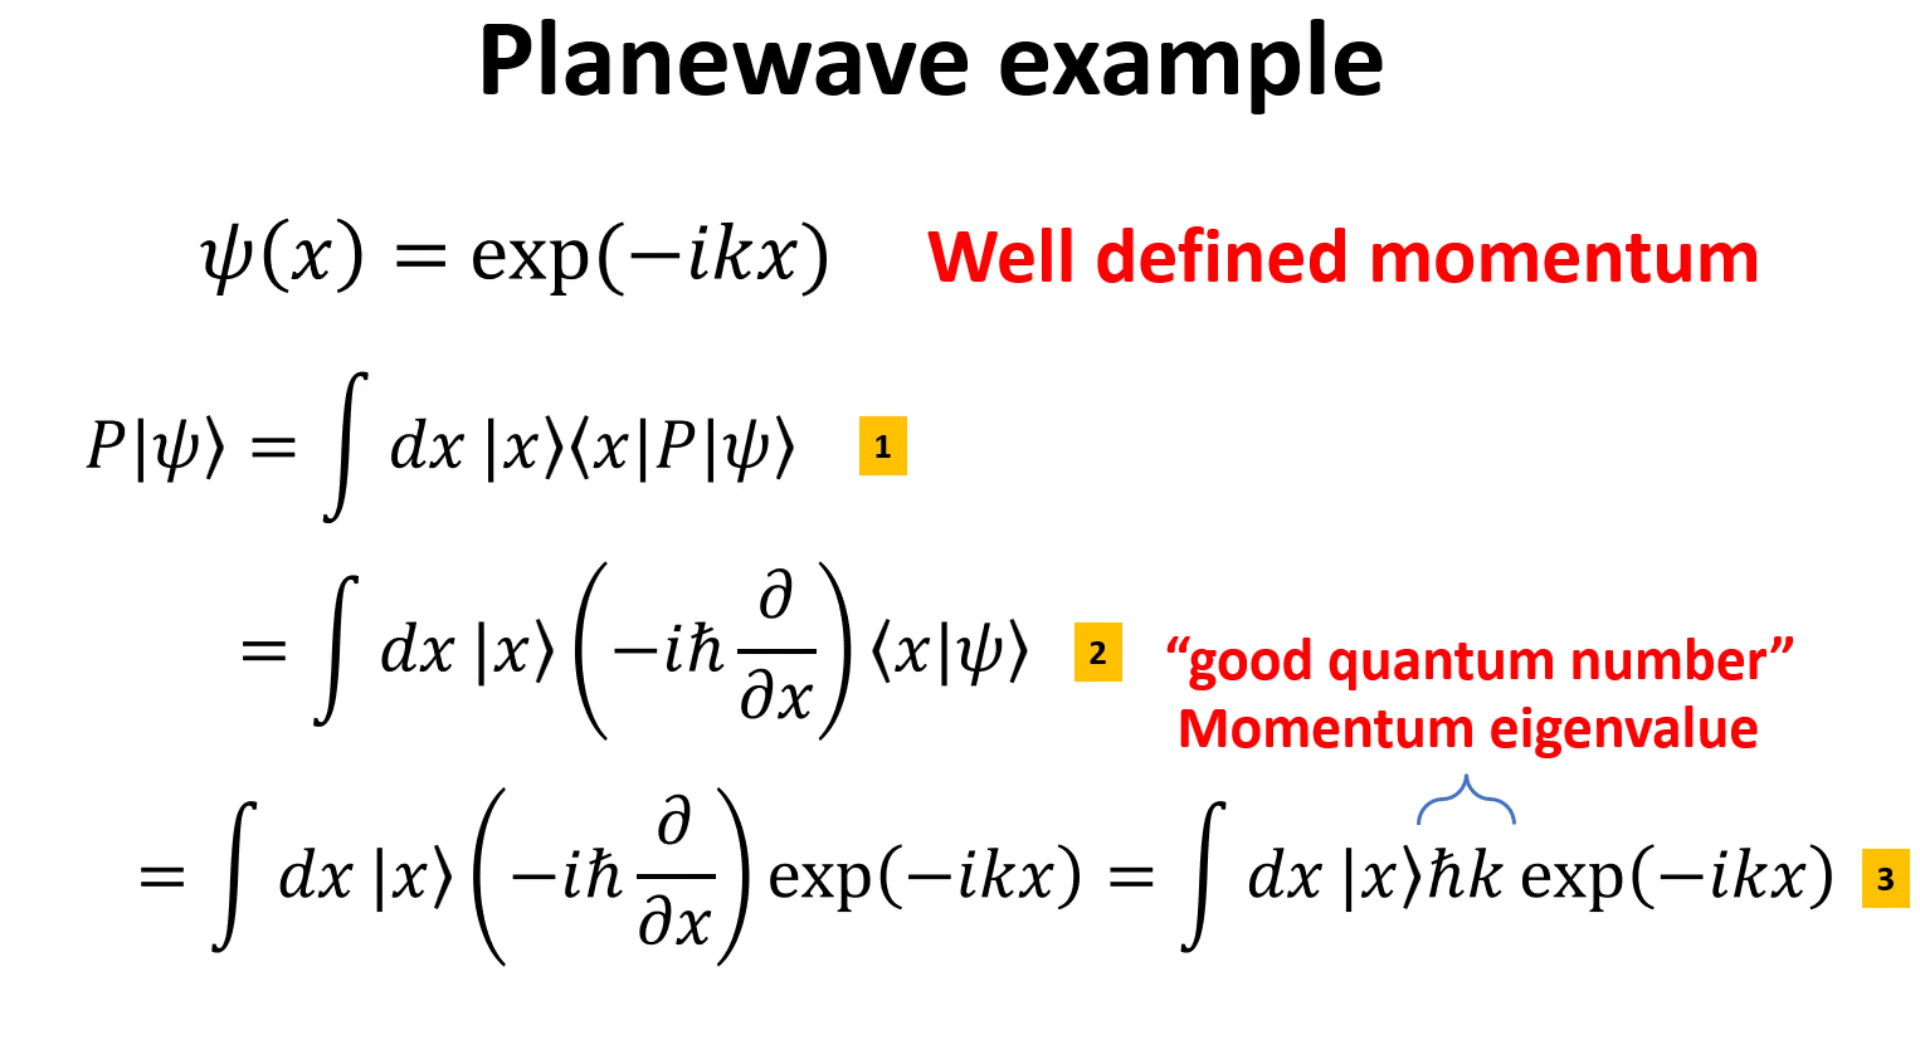 Planewave example
ψ(x) = exp(−ikx) Well defined momentum
P|ψ⟩ = ∫ dx |x⟩⟨x|P|ψ⟩ 1
= ∫ dx |x⟩(−iħ ∂/∂x)⟨x|ψ⟩ 2
“good quantum number”
Momentum eigenvalue
= ∫ dx |x⟩(−iħ ∂/∂x) exp(−ikx) = ∫ dx |x⟩ħk exp(−ikx) 3